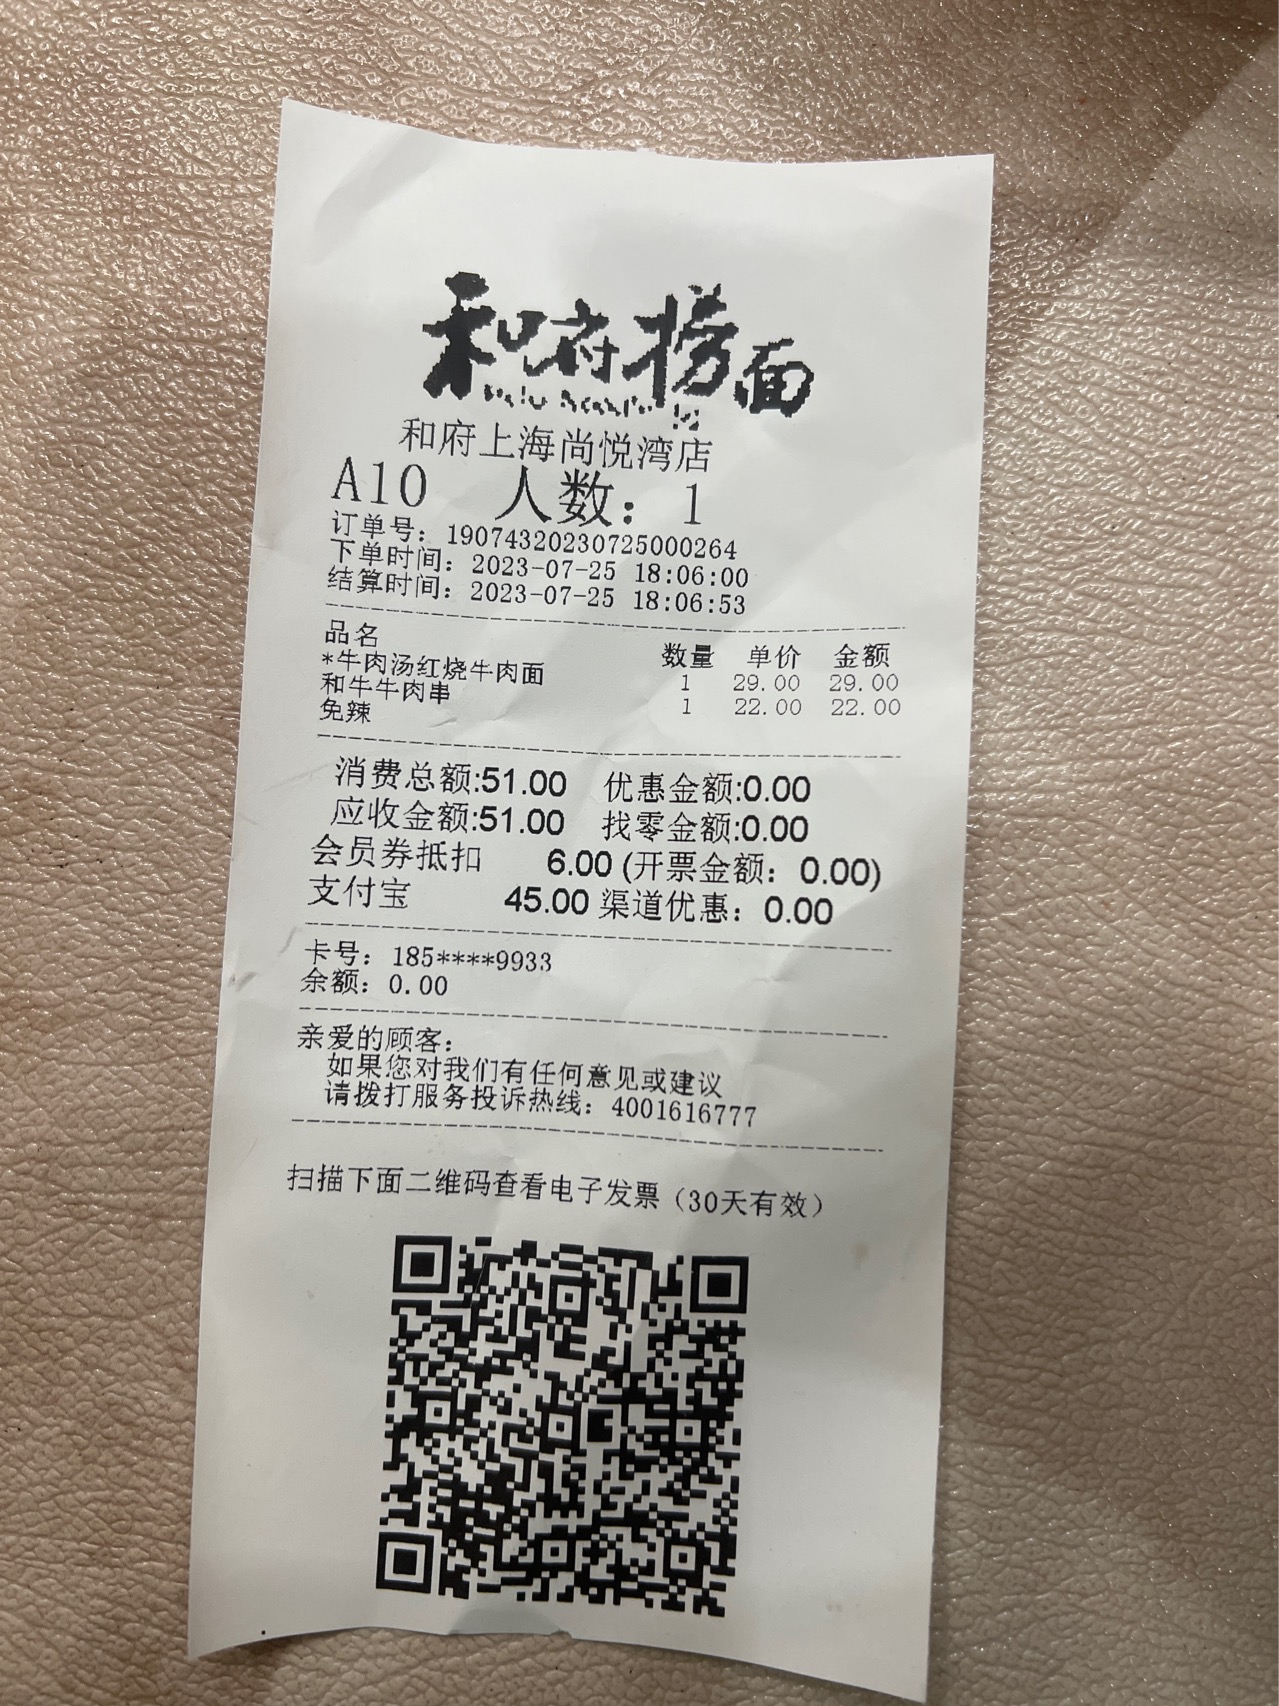 和府捞面
和府上海尚悦湾店
A10 人数：1
订单号：19074320230725000264
下单时间：2023-07-25 18:06:00
结算时间：2023-07-25 18:06:53
品名 数量 单价 金额
*牛肉汤红烧牛肉面 1 29.00 29.00
和牛牛肉串 1 22.00 22.00
免辣
消费总额:51.00 优惠金额:0.00
应收金额:51.00 找零金额:0.00
会员券抵扣 6.00 (开票金额：0.00)
支付宝 45.00 渠道优惠：0.00
卡号：185****9933
余额：0.00
亲爱的顾客：
如果您对我们有任何意见或建议
请拨打服务投诉热线：4001616777
扫描下面二维码查看电子发票（30天有效）